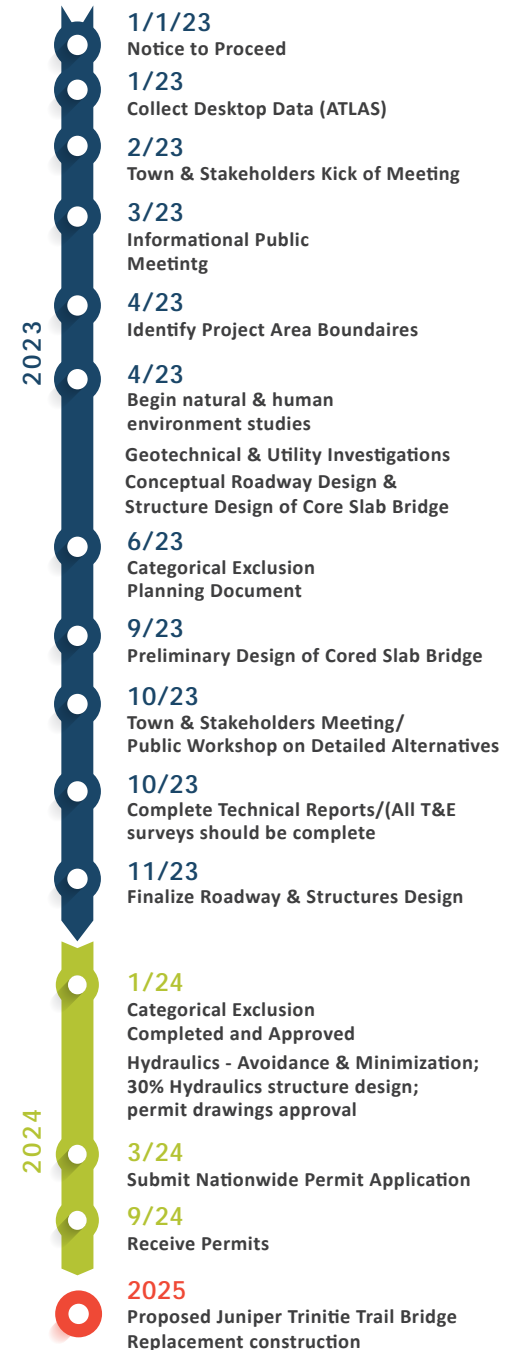 2023
1/1/23
Notice to Proceed
1/23
Collect Desktop Data (ATLAS)
2/23
Town & Stakeholders Kick of Meeting
3/23
Informational Public
Meetintg
4/23
Identify Project Area Boundaires
4/23
Begin natural & human
environment studies
Geotechnical & Utility Investigations
Conceptual Roadway Design &
Structure Design of Core Slab Bridge
6/23
Categorical Exclusion
Planning Document
9/23
Preliminary Design of Cored Slab Bridge
10/23
Town & Stakeholders Meeting/
Public Workshop on Detailed Alternatives
10/23
Complete Technical Reports/(All T&E
surveys should be complete
11/23
Finalize Roadway & Structures Design
2024
1/24
Categorical Exclusion
Completed and Approved
Hydraulics - Avoidance & Minimization;
30% Hydraulics structure design;
permit drawings approval
3/24
Submit Nationwide Permit Application
9/24
Receive Permits
2025
Proposed Juniper Trinitie Trail Bridge
Replacement construction